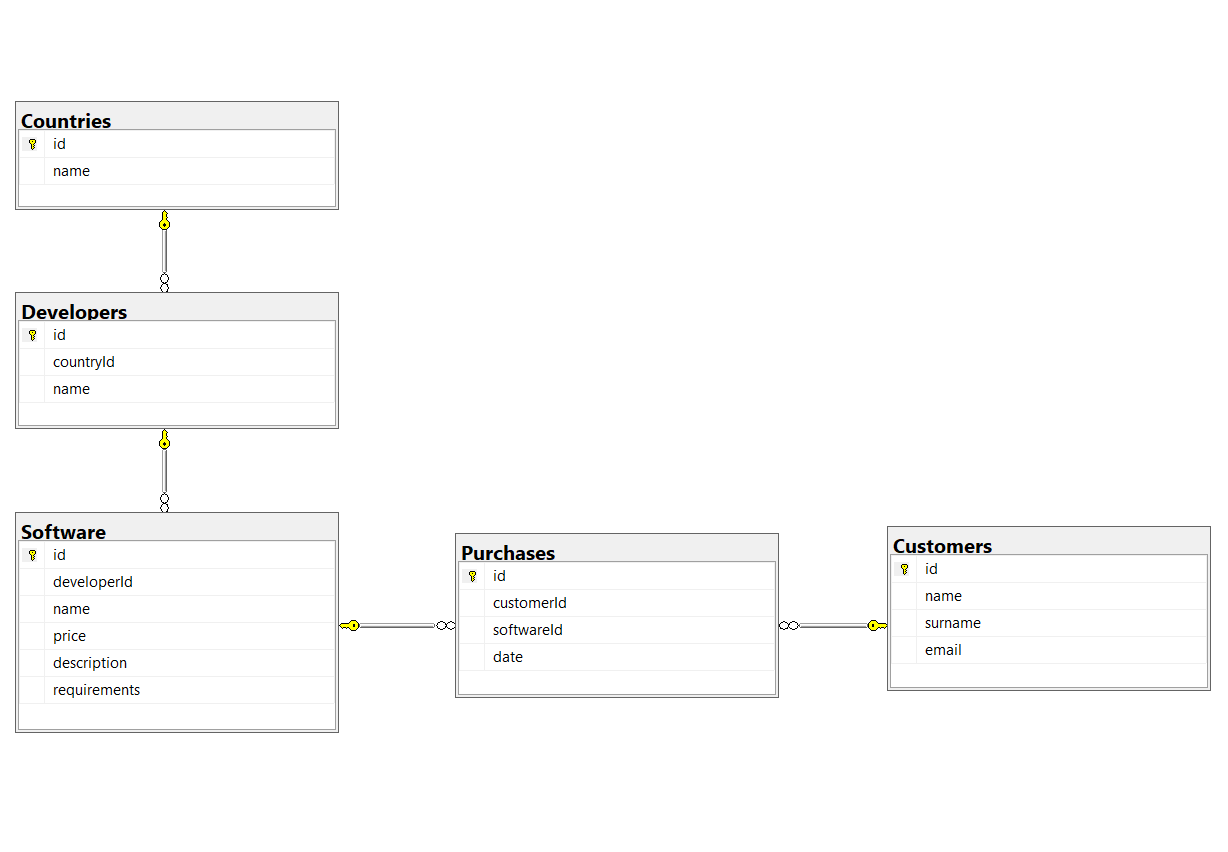 Countries
id
name
Developers
id
countryId
name
Software
id
developerId
name
price
description
requirements
Purchases
id
customerId
softwareId
date
Customers
id
name
surname
email